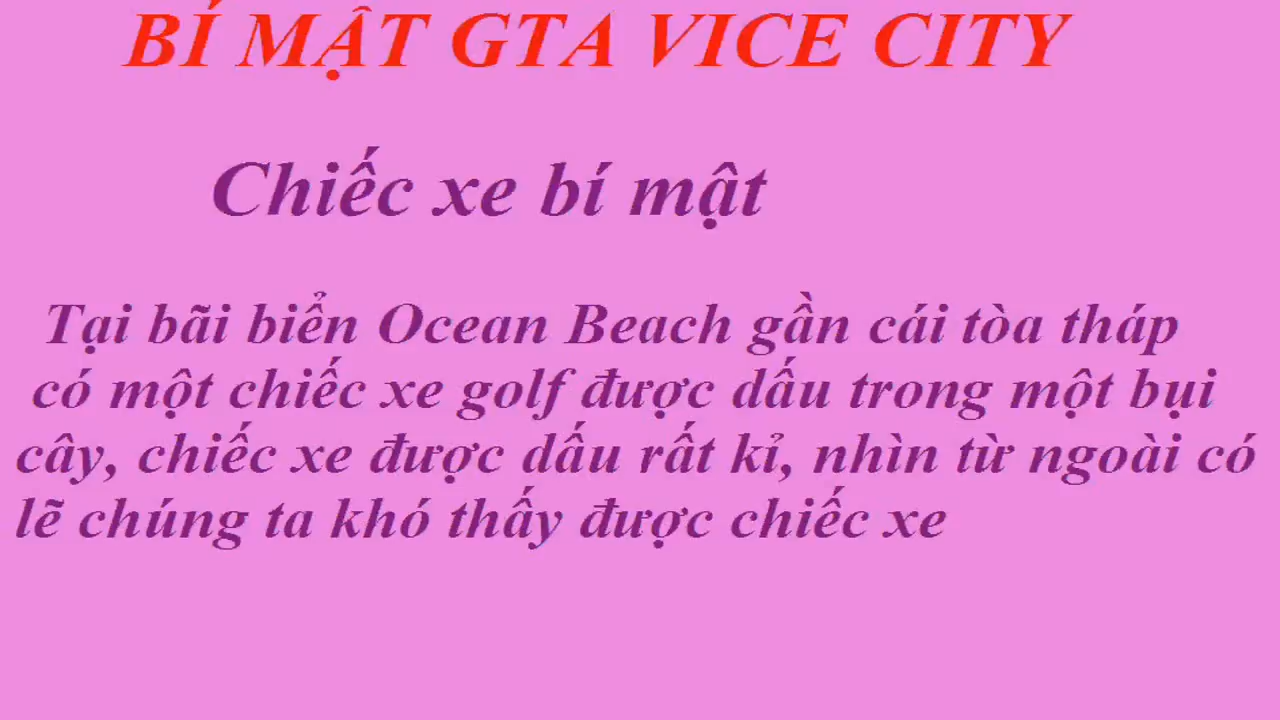 BÍ MẬT GTA VICE CITY
Chiếc xe bí mật
Tại bãi biển Ocean Beach gần cái tòa tháp
có một chiếc xe golf được dấu trong một bụi
cây, chiếc xe được dấu rất kỉ, nhìn từ ngoài có
lẽ chúng ta khó thấy được chiếc xe